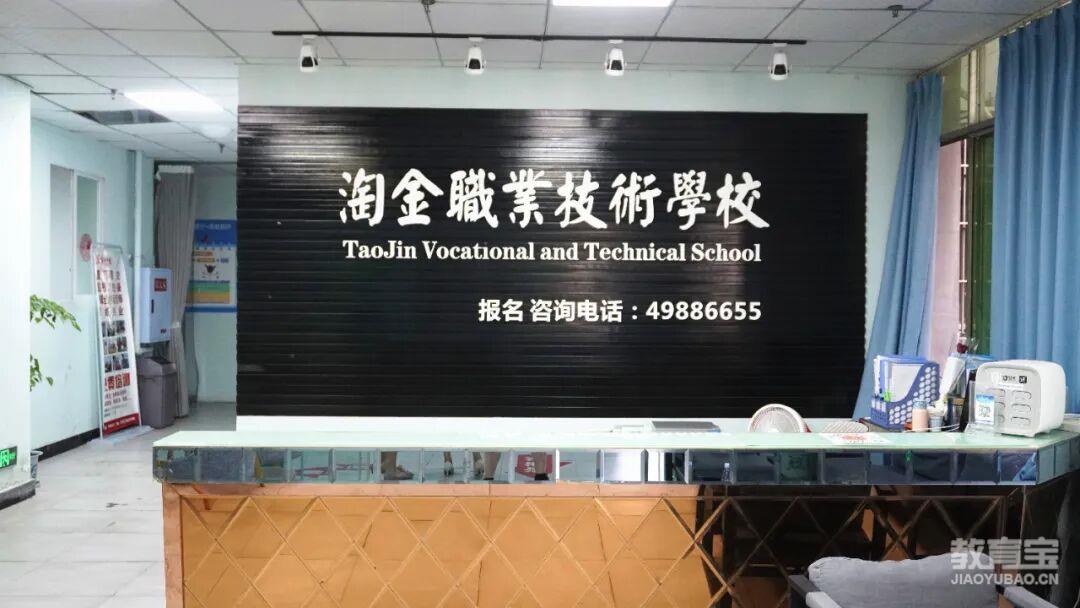 淘金職業技術學校
TaoJin Vocational and Technical School
报名 咨询电话：49886655
教育宝
JIAOYUBAO.CN